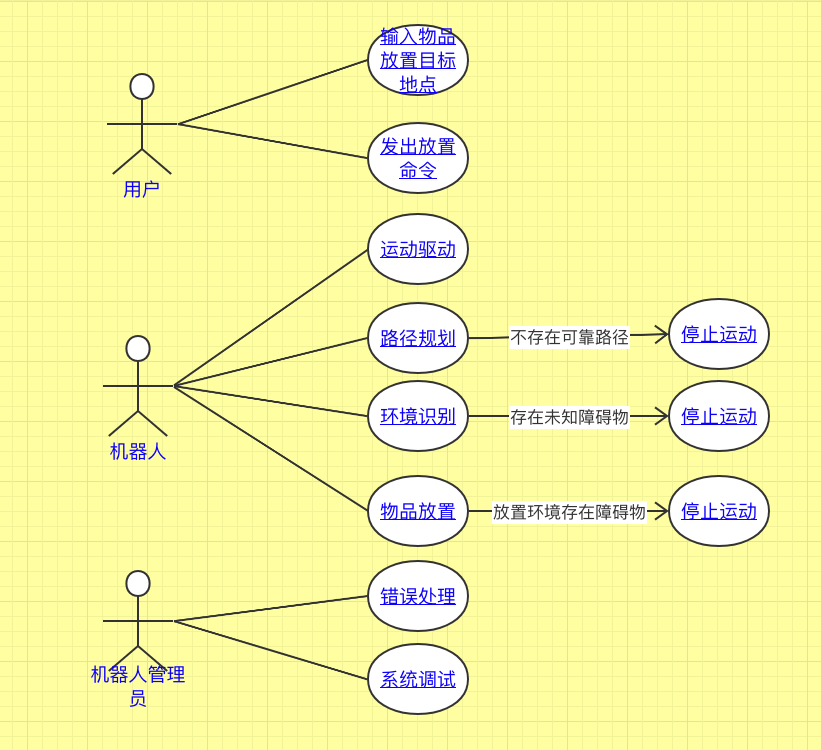 输入物品
放置目标
地点
发出放置
命令
用户
运动驱动
路径规划
不存在可靠路径
停止运动
环境识别
存在未知障碍物
停止运动
机器人
物品放置
放置环境存在障碍物
停止运动
错误处理
机器人管理
员
系统调试